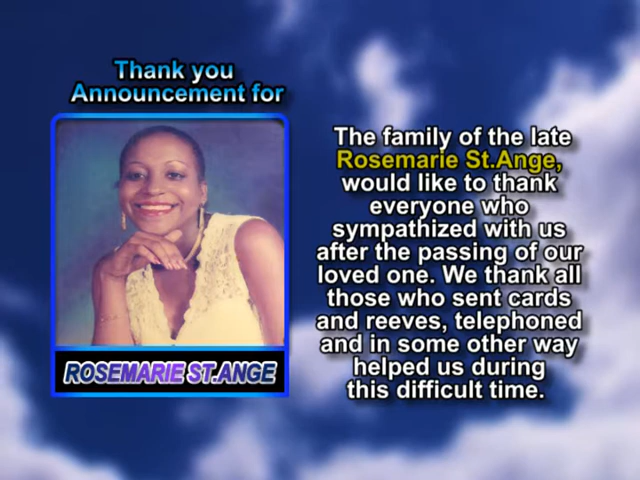 Thank you
Announcement for
ROSEMARIE ST.ANGE
The family of the late
Rosemarie St.Ange,
would like to thank
everyone who
sympathized with us
after the passing of our
loved one. We thank all
those who sent cards
and reeves, telephoned
and in some other way
helped us during
this difficult time.